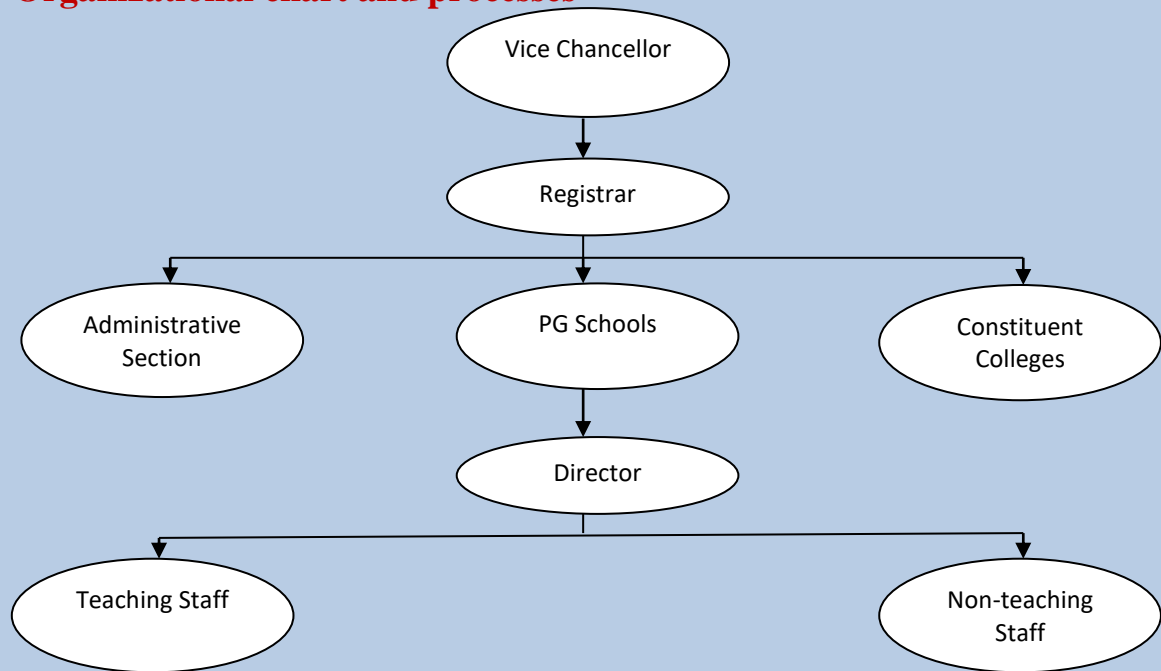 Organizational chart and processes
Vice Chancellor
Registrar
Administrative
Section
PG Schools
Constituent
Colleges
Director
Teaching Staff
Non-teaching
Staff